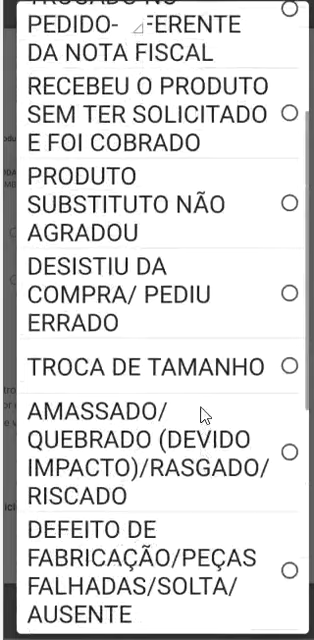 PEDIDO- FERENTE
DA NOTA FISCAL
RECEBEU O PRODUTO
SEM TER SOLICITADO
E FOI COBRADO
PRODUTO
SUBSTITUTO NÃO
AGRADOU
DESISTIU DA
COMPRA/ PEDIU
ERRADO
TROCA DE TAMANHO
AMASSADO/
QUEBRADO (DEVIDO
IMPACTO)/RASGADO/
RISCADO
DEFEITO DE
FABRICAÇÃO/PEÇAS
FALHADAS/SOLTA/
AUSENTE